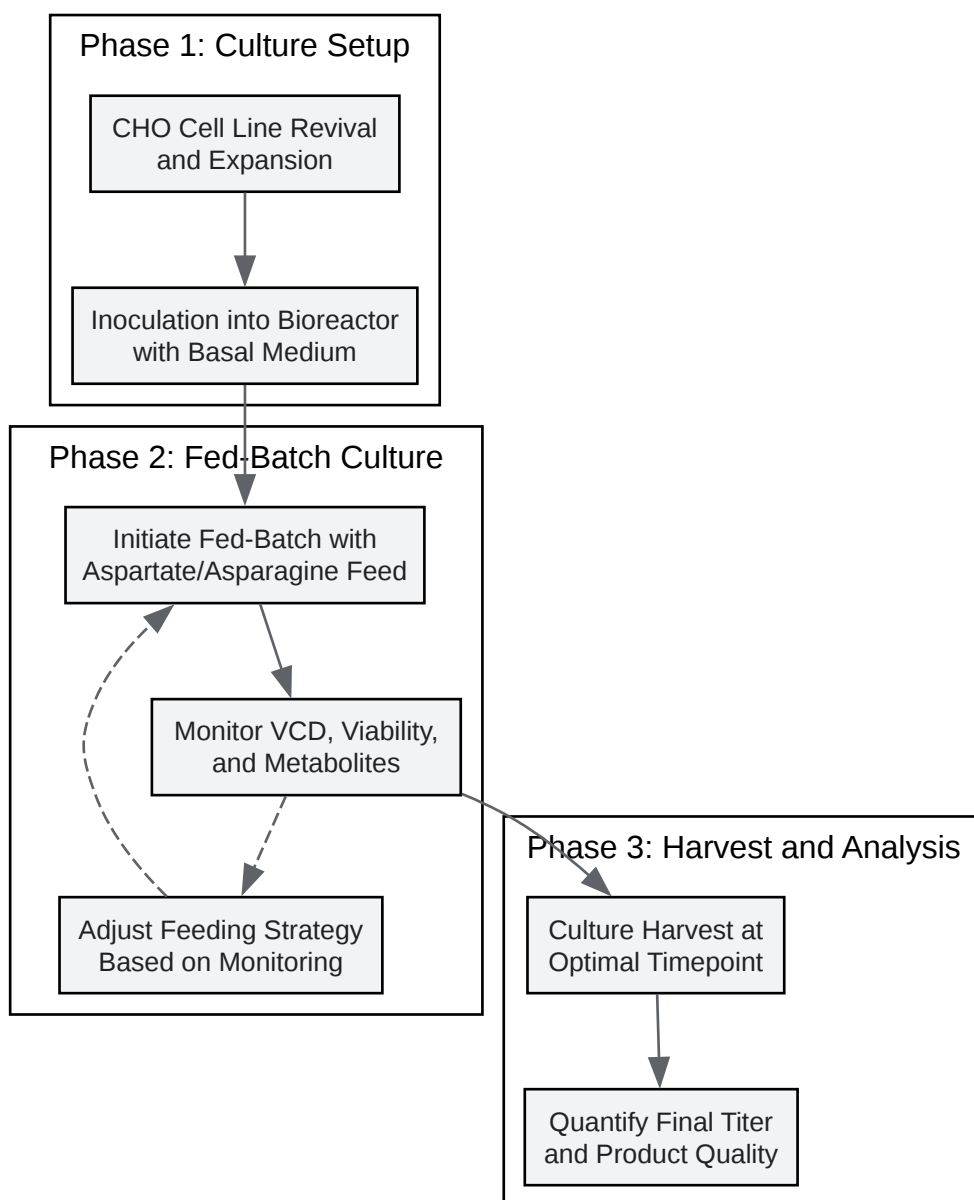 Phase 1: Culture Setup
CHO Cell Line Revival
and Expansion
Inoculation into Bioreactor
with Basal Medium
Phase 2: Fed-Batch Culture
Initiate Fed-Batch with
Aspartate/Asparagine Feed
Monitor VCD, Viability,
and Metabolites
Adjust Feeding Strategy
Based on Monitoring
Phase 3: Harvest and Analysis
Culture Harvest at
Optimal Timepoint
Quantify Final Titer
and Product Quality